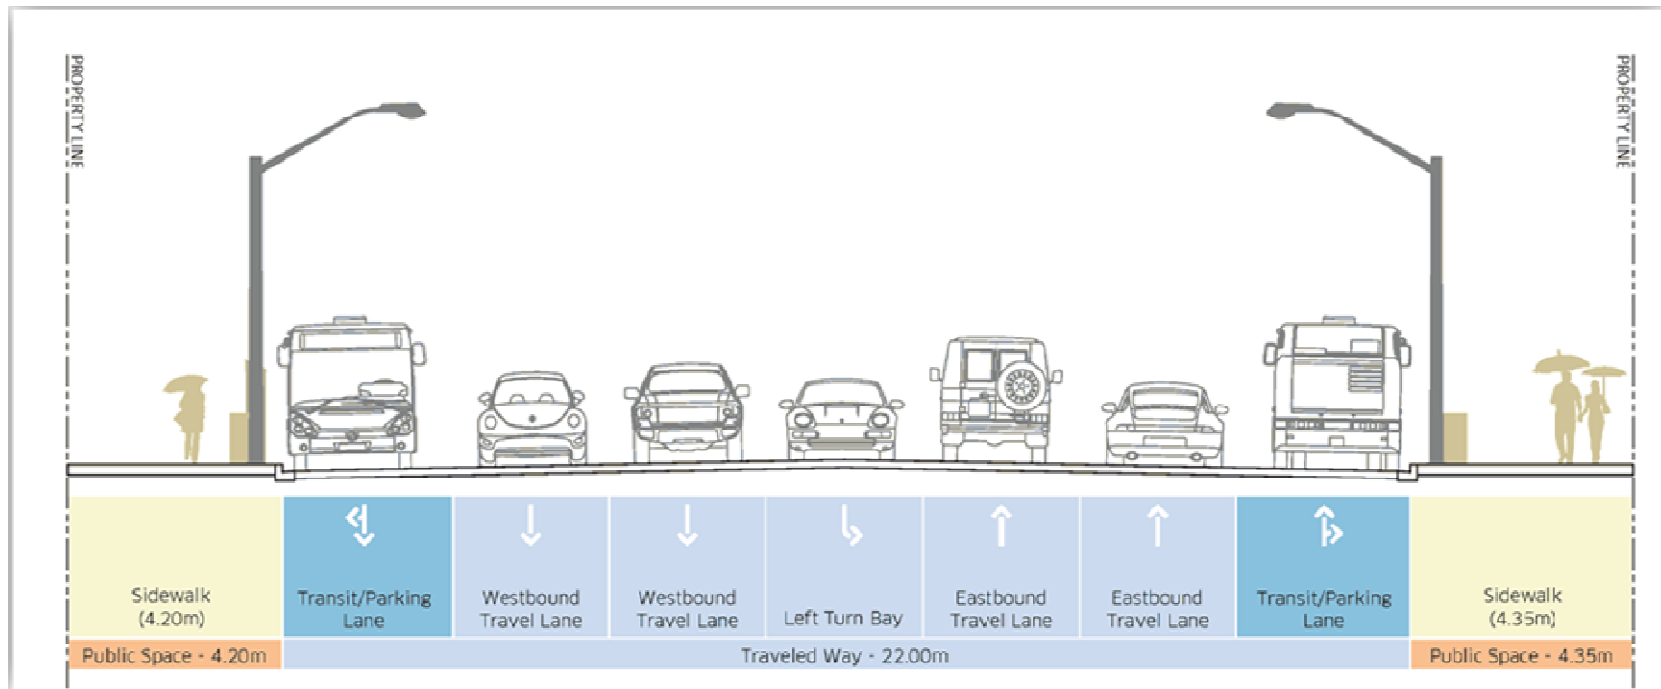 PROPERTY LINE
PROPERTY LINE
Sidewalk
(4.20m)
Transit/Parking
Lane
Westbound
Travel Lane
Westbound
Travel Lane
Left Turn Bay
Eastbound
Travel Lane
Eastbound
Travel Lane
Transit/Parking
Lane
Sidewalk
(4.35m)
Public Space - 4.20m
Traveled Way - 22.00m
Public Space - 4.35m